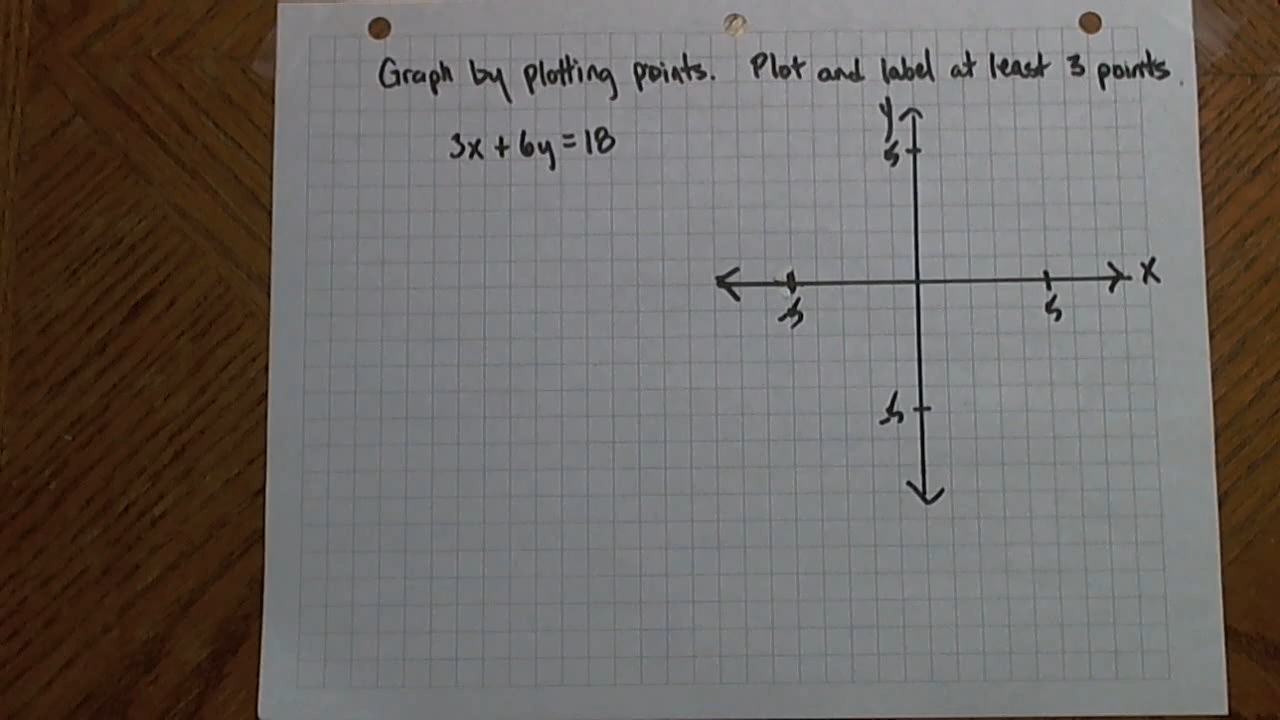 Graph by plotting points. Plot and label at least 3 points.
3x + 6y = 18
y
5
x
-5
5
-5